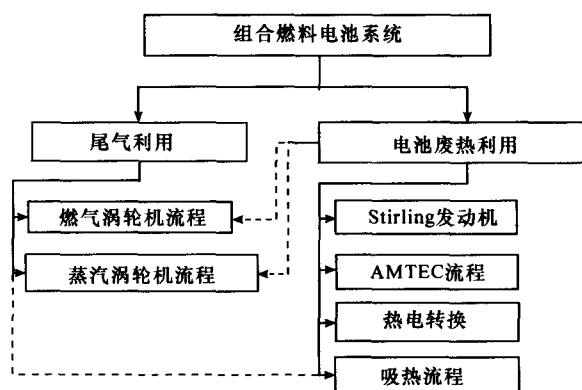 组合燃料电池系统
尾气利用
电池废热利用
燃气涡轮机流程
Stirling发动机
蒸汽涡轮机流程
AMTEC流程
热电转换
吸热流程